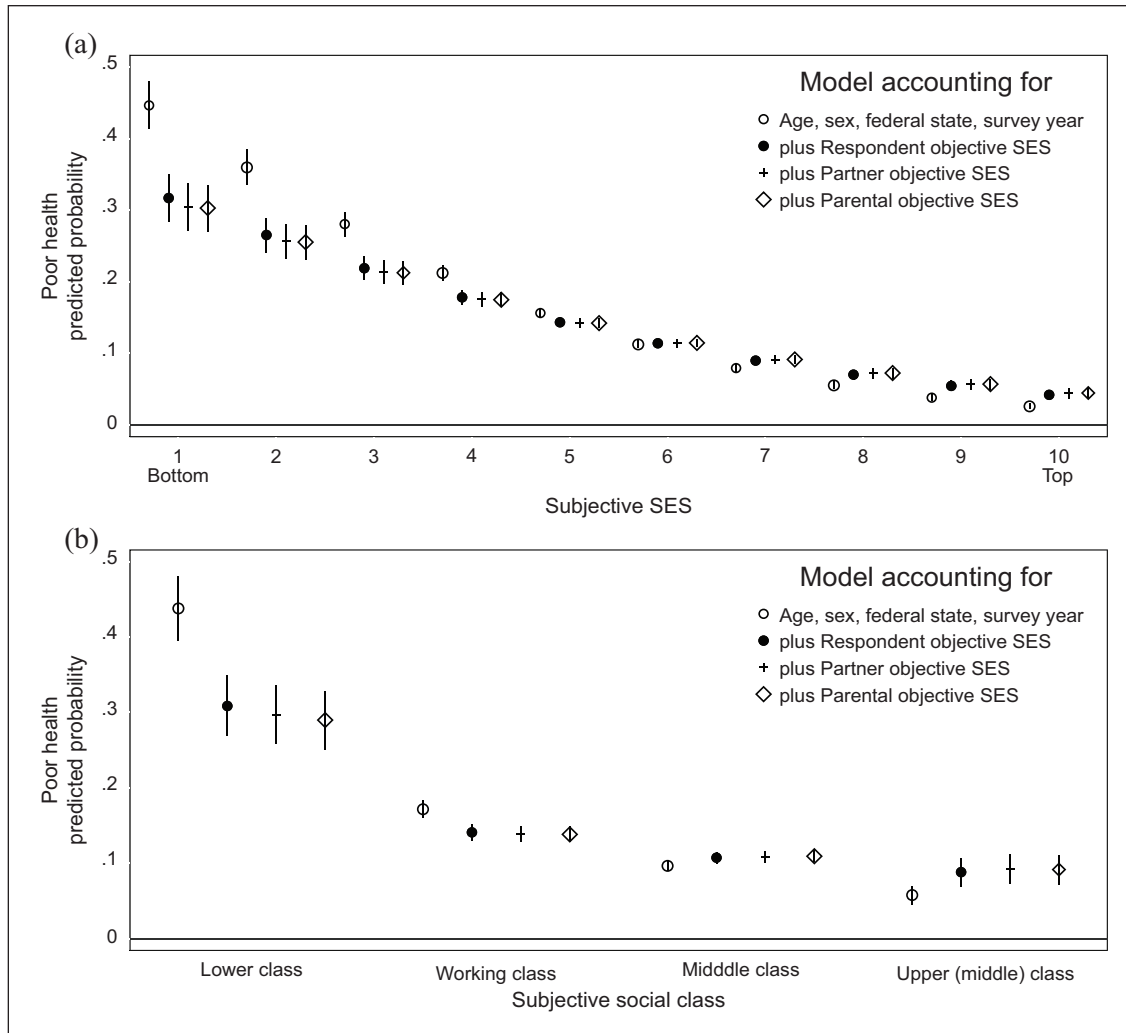 (a)
.5
.4
.3
.2
.1
0
Poor health
predicted probability
Model accounting for
Age, sex, federal state, survey year
plus Respondent objective SES
plus Partner objective SES
plus Parental objective SES
1 2 3 4 5 6 7 8 9 10
Bottom Top
Subjective SES
(b)
.5
.4
.3
.2
.1
0
Poor health
predicted probability
Model accounting for
Age, sex, federal state, survey year
plus Respondent objective SES
plus Partner objective SES
plus Parental objective SES
Lower class Working class Midddle class Upper (middle) class
Subjective social class